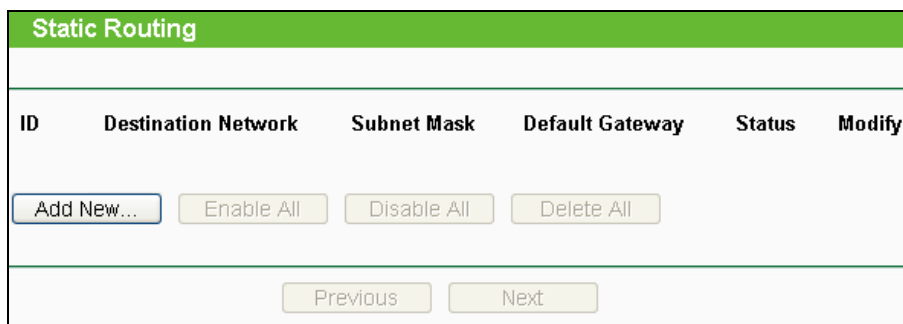 Static Routing
ID Destination Network Subnet Mask Default Gateway Status Modify
Add New... Enable All Disable All Delete All
Previous Next